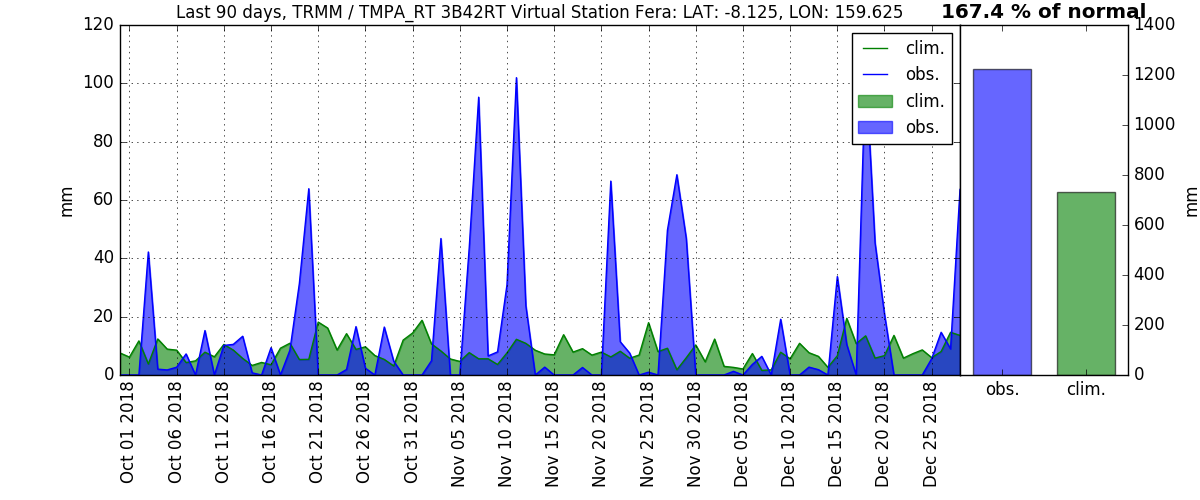 Last 90 days, TRMM / TMPA_RT 3B42RT Virtual Station Fera: LAT: -8.125, LON: 159.625
167.4 % of normal
120
100
80
60
40
20
0
mm
clim.
obs.
clim.
obs.
Oct 01 2018
Oct 06 2018
Oct 11 2018
Oct 16 2018
Oct 21 2018
Oct 26 2018
Oct 31 2018
Nov 05 2018
Nov 10 2018
Nov 15 2018
Nov 20 2018
Nov 25 2018
Nov 30 2018
Dec 05 2018
Dec 10 2018
Dec 15 2018
Dec 20 2018
Dec 25 2018
1400
1200
1000
800
600
400
200
0
mm
obs.
clim.